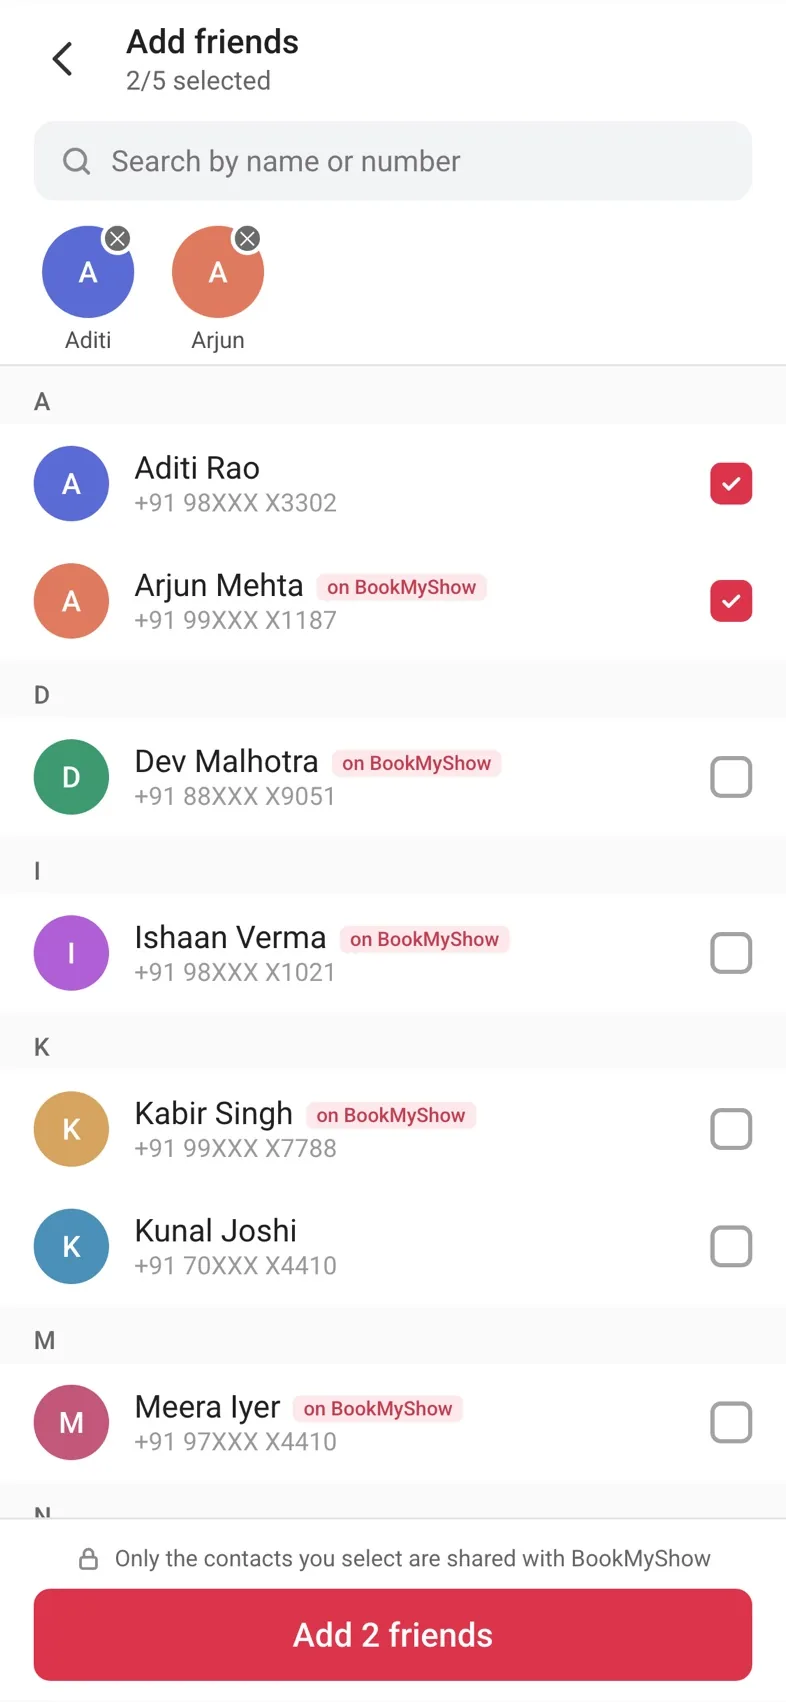 Add friends
2/5 selected
Search by name or number
A
A
Aditi
Arjun
A
A
Aditi Rao
+91 98XXX X3302
A
Arjun Mehta on BookMyShow
+91 99XXX X1187
D
D
Dev Malhotra on BookMyShow
+91 88XXX X9051
I
I
Ishaan Verma on BookMyShow
+91 98XXX X1021
K
K
Kabir Singh on BookMyShow
+91 99XXX X7788
K
Kunal Joshi
+91 70XXX X4410
M
M
Meera Iyer on BookMyShow
+91 97XXX X4410
N
Only the contacts you select are shared with BookMyShow
Add 2 friends